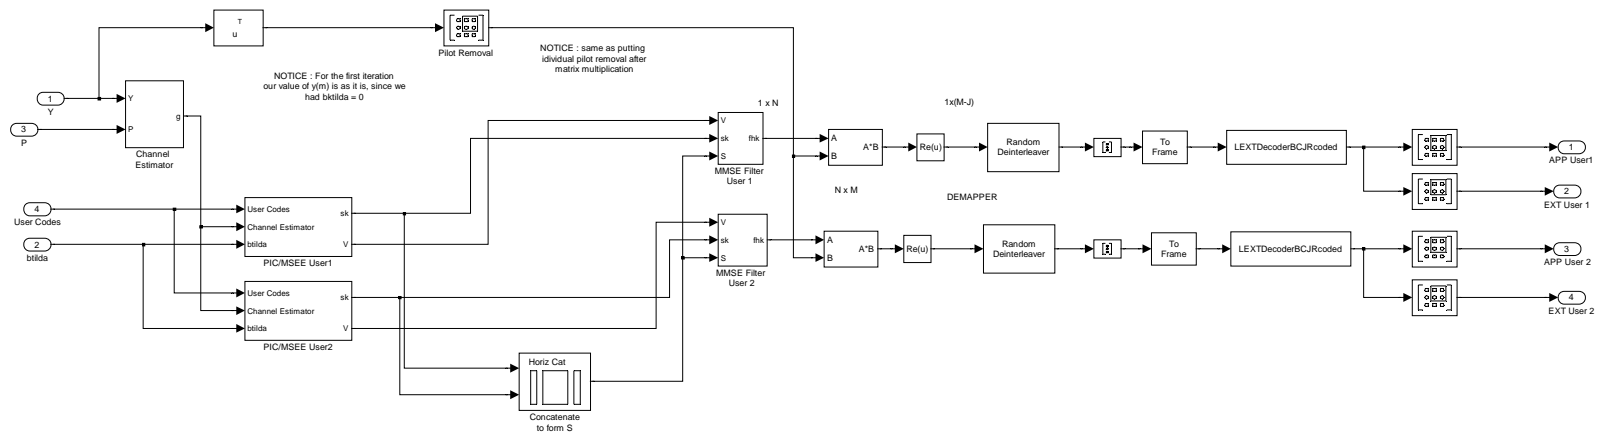 T
u
Pilot Removal
NOTICE : same as putting
idividual pilot removal after
matrix multiplication
NOTICE : For the first iteration
our value of y(m) is as it is, since we
had bktilda = 0
1
Y
3
P
Y
P
g
Channel
Estimator
4
User Codes
2
btilda
User Codes
Channel Estimator
btilda
sk
V
PIC/MSEE User1
User Codes
Channel Estimator
btilda
sk
V
PIC/MSEE User2
Horiz Cat
Concatenate
to form S
1 x N
V
sk
S
fhk
MMSE Filter
User 1
V
sk
S
fhk
MMSE Filter
User 2
A
B
A*B
N x M
A
B
A*B
1x(M-J)
Re(u)
Random
Deinterleaver
[:]
To
Frame
LEXTDecoderBCJRcoded
1
APP User1
2
EXT User 1
DEMAPPER
Re(u)
Random
Deinterleaver
[:]
To
Frame
LEXTDecoderBCJRcoded
3
APP User 2
4
EXT User 2